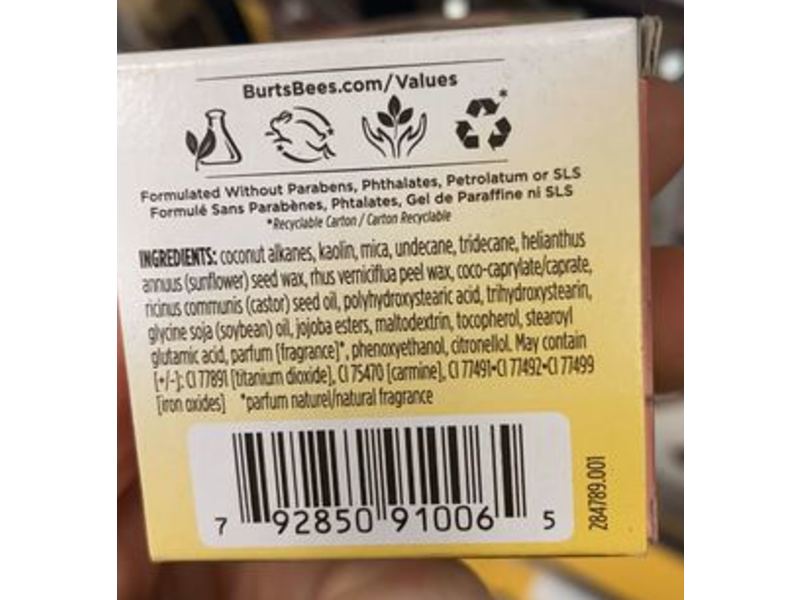 BurtsBees.com/Values
*
Formulated Without Parabens, Phthalates, Petrolatum or SLS
Formulé Sans Parabènes, Phtalates, Gel de Paraffine ni SLS
*Recyclable Carton / Carton Recyclable
INGREDIENTS: coconut alkanes, kaolin, mica, undecane, tridecane, helianthus
annuus (sunflower) seed wax, rhus verniciflua peel wax, coco-caprylate/caprate,
ricinus communis (castor) seed oil, polyhydroxystearic acid, trihydroxystearin,
glycine soja (soybean) oil, jojoba esters, maltodextrin, tocopherol, stearoyl
glutamic acid, parfum [fragrance]*, phenoxyethanol, citronellol. May contain
[+/-]: CI 77891 [titanium dioxide], CI 75470 [carmine], CI 77491•CI 77492•CI 77499
[iron oxides] *parfum naturel/natural fragrance
7 92850 91006 5
284789.001